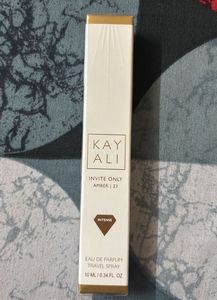 KAY
ALI
INVITE ONLY
AMBER | 23
INTENSE
EAU DE PARFUM
TRAVEL SPRAY
10 ML / 0.34 FL. OZ